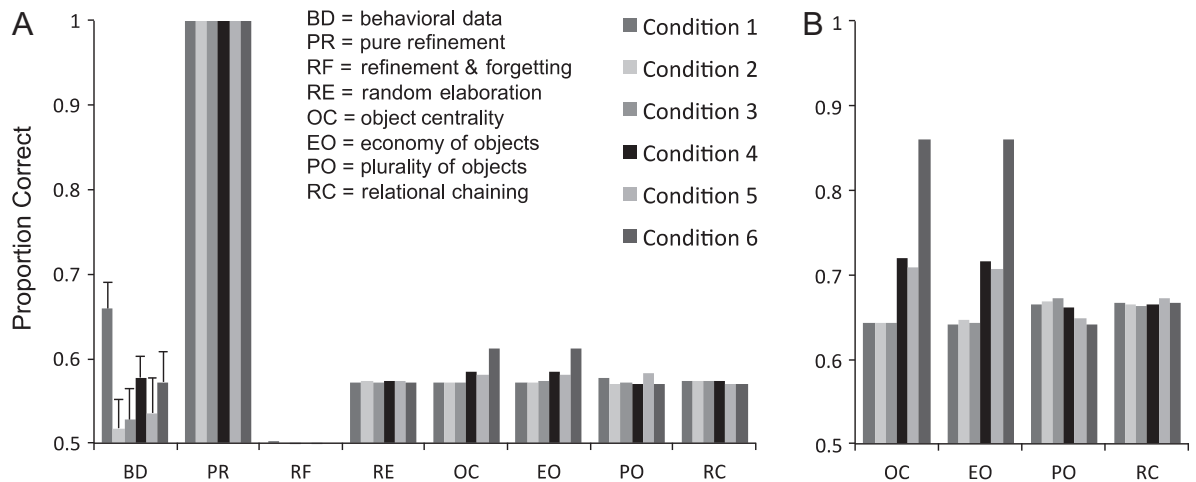 A
Proportion Correct
1
0.9
0.8
0.7
0.6
0.5
BD = behavioral data
PR = pure refinement
RF = refinement & forgetting
RE = random elaboration
OC = object centrality
EO = economy of objects
PO = plurality of objects
RC = relational chaining
Condition 1
Condition 2
Condition 3
Condition 4
Condition 5
Condition 6
BD PR RF RE OC EO PO RC
B
1
0.9
0.8
0.7
0.6
0.5
OC EO PO RC